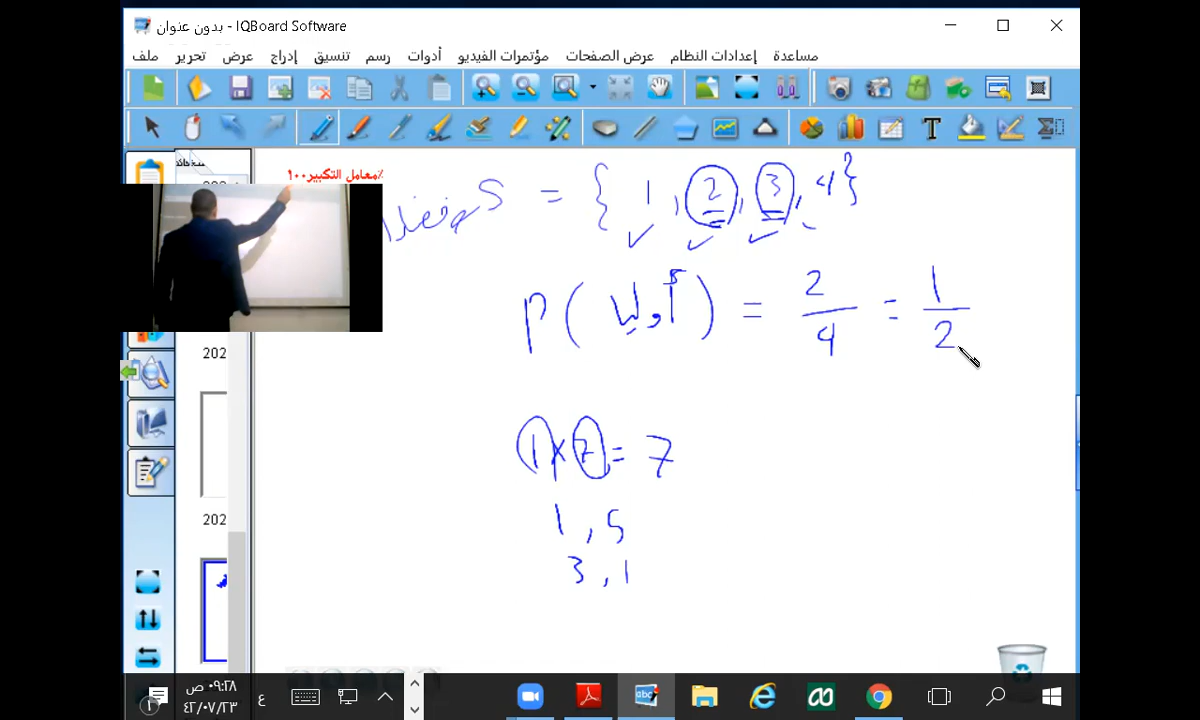 بدون عنوان - IQBoard Software
ملف تحرير عرض إدراج تنسيق رسم أدوات مؤتمرات الفيديو عرض الصفحات إعدادات النظام مساعدة
معامل التكبير١٠٠٪
S = {1, 2, 3, 4}
P(أوليا) = 2/4 = 1/2
1 × 7 = 7
1, 5
3, 1
202
202
٠٩:٢٨ ص
٤٢/٠٧/٢٣
ع